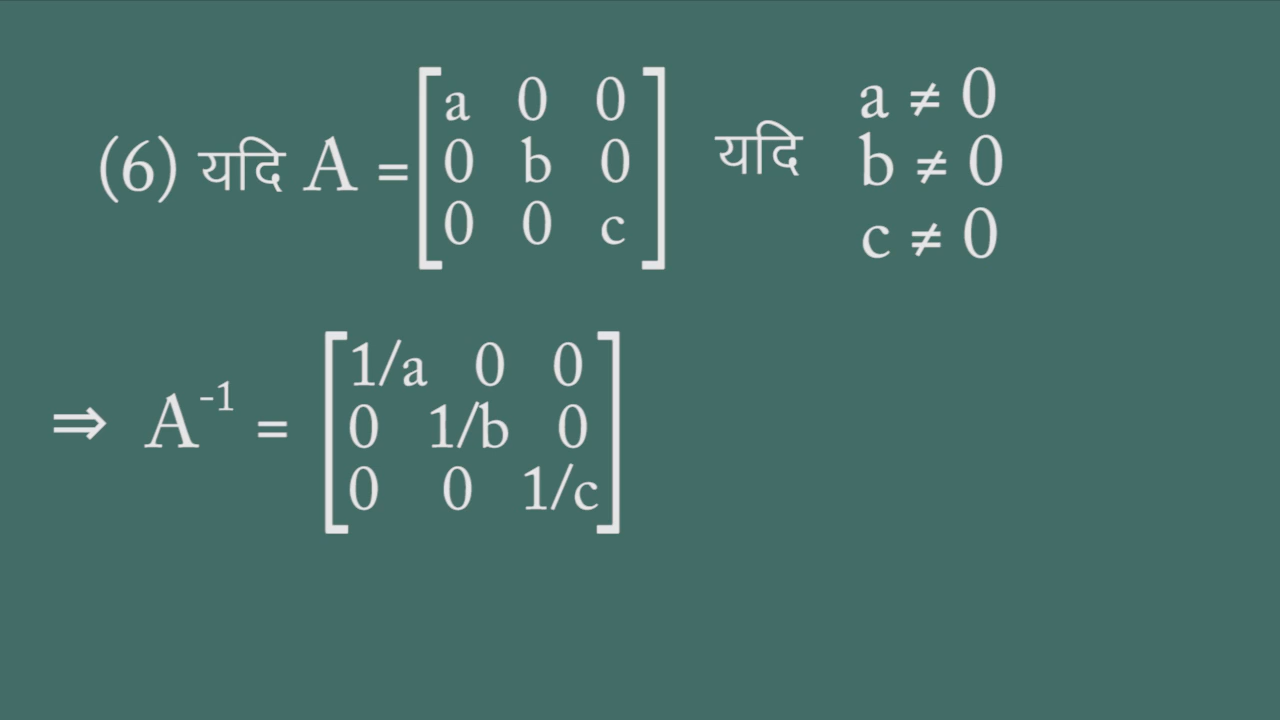 a 0 0 a ≠ 0
(6) यदि A = 0 b 0 यदि b ≠ 0
0 0 c c ≠ 0
1/a 0 0
⇒ A⁻¹ = 0 1/b 0
0 0 1/c